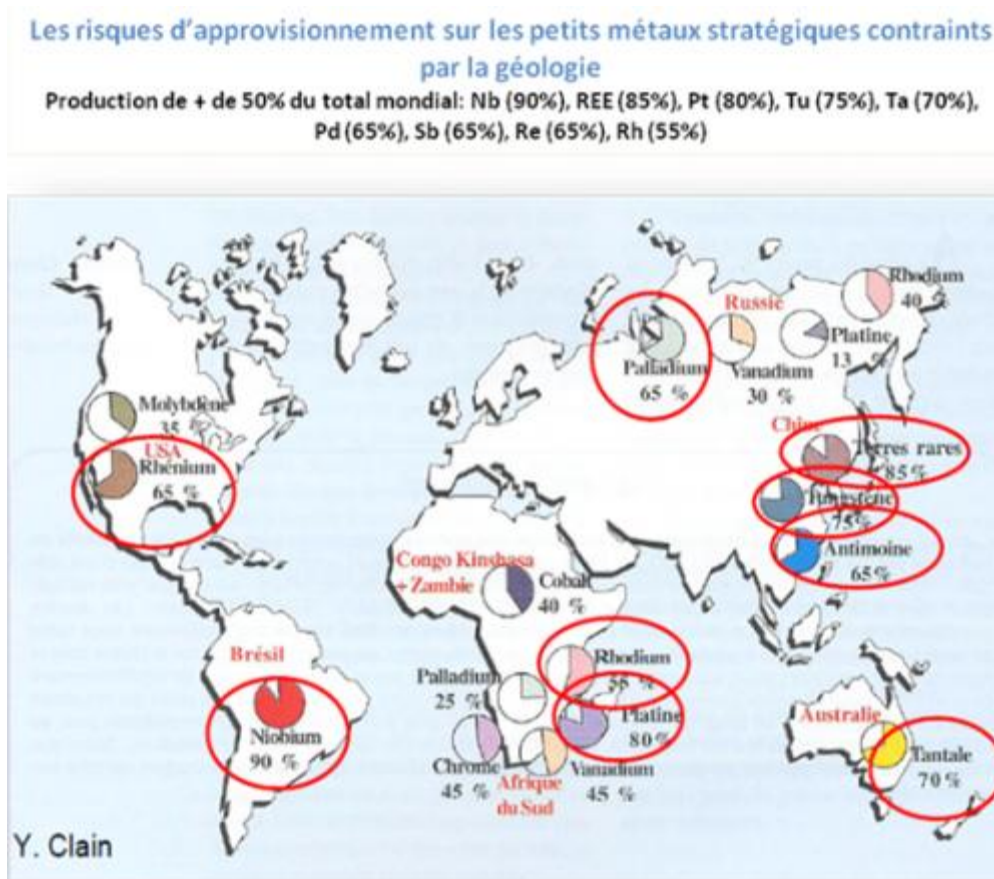 Les risques d'approvisionnement sur les petits métaux stratégiques contraints
par la géologie
Production de + de 50% du total mondial: Nb (90%), REE (85%), Pt (80%), Tu (75%), Ta (70%),
Pd (65%), Sb (65%), Re (65%), Rh (55%)
Rhodium
40 %
Russie
Platine
13 %
Palladium
65 %
Vanadium
30 %
Molybdène
35
USA
Rhénium
65 %
Chine
Terres rares
85%
Tungstène
75%
Antimoine
65%
Congo Kinshasa
+ Zambie
Cobalt
40 %
Brésil
Niobium
90 %
Rhodium
55 %
Palladium
25 %
Platine
80%
Chrome
45 %
Afrique
du Sud
Vanadium
45 %
Australie
Tantale
70 %
Y. Clain